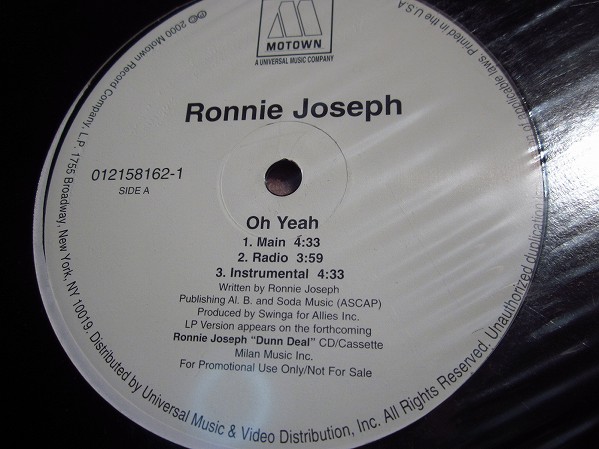 MOTOWN
A UNIVERSAL MUSIC COMPANY
Ronnie Joseph
012158162-1
SIDE A
Oh Yeah
1. Main 4:33
2. Radio 3:59
3. Instrumental 4:33
Written by Ronnie Joseph
Publishing Al. B. and Soda Music (ASCAP)
Produced by Swinga for Allies Inc.
LP Version appears on the forthcoming
Ronnie Joseph "Dunn Deal" CD/Cassette
Milan Music Inc.
For Promotional Use Only/Not For Sale
℗© 2000 Motown Record Company, L.P. 1755 Broadway, New York, NY 10019. Distributed by Universal Music & Video Distribution, Inc. All Rights Reserved. Unauthorized duplication of applicable laws. Printed in the U.S.A